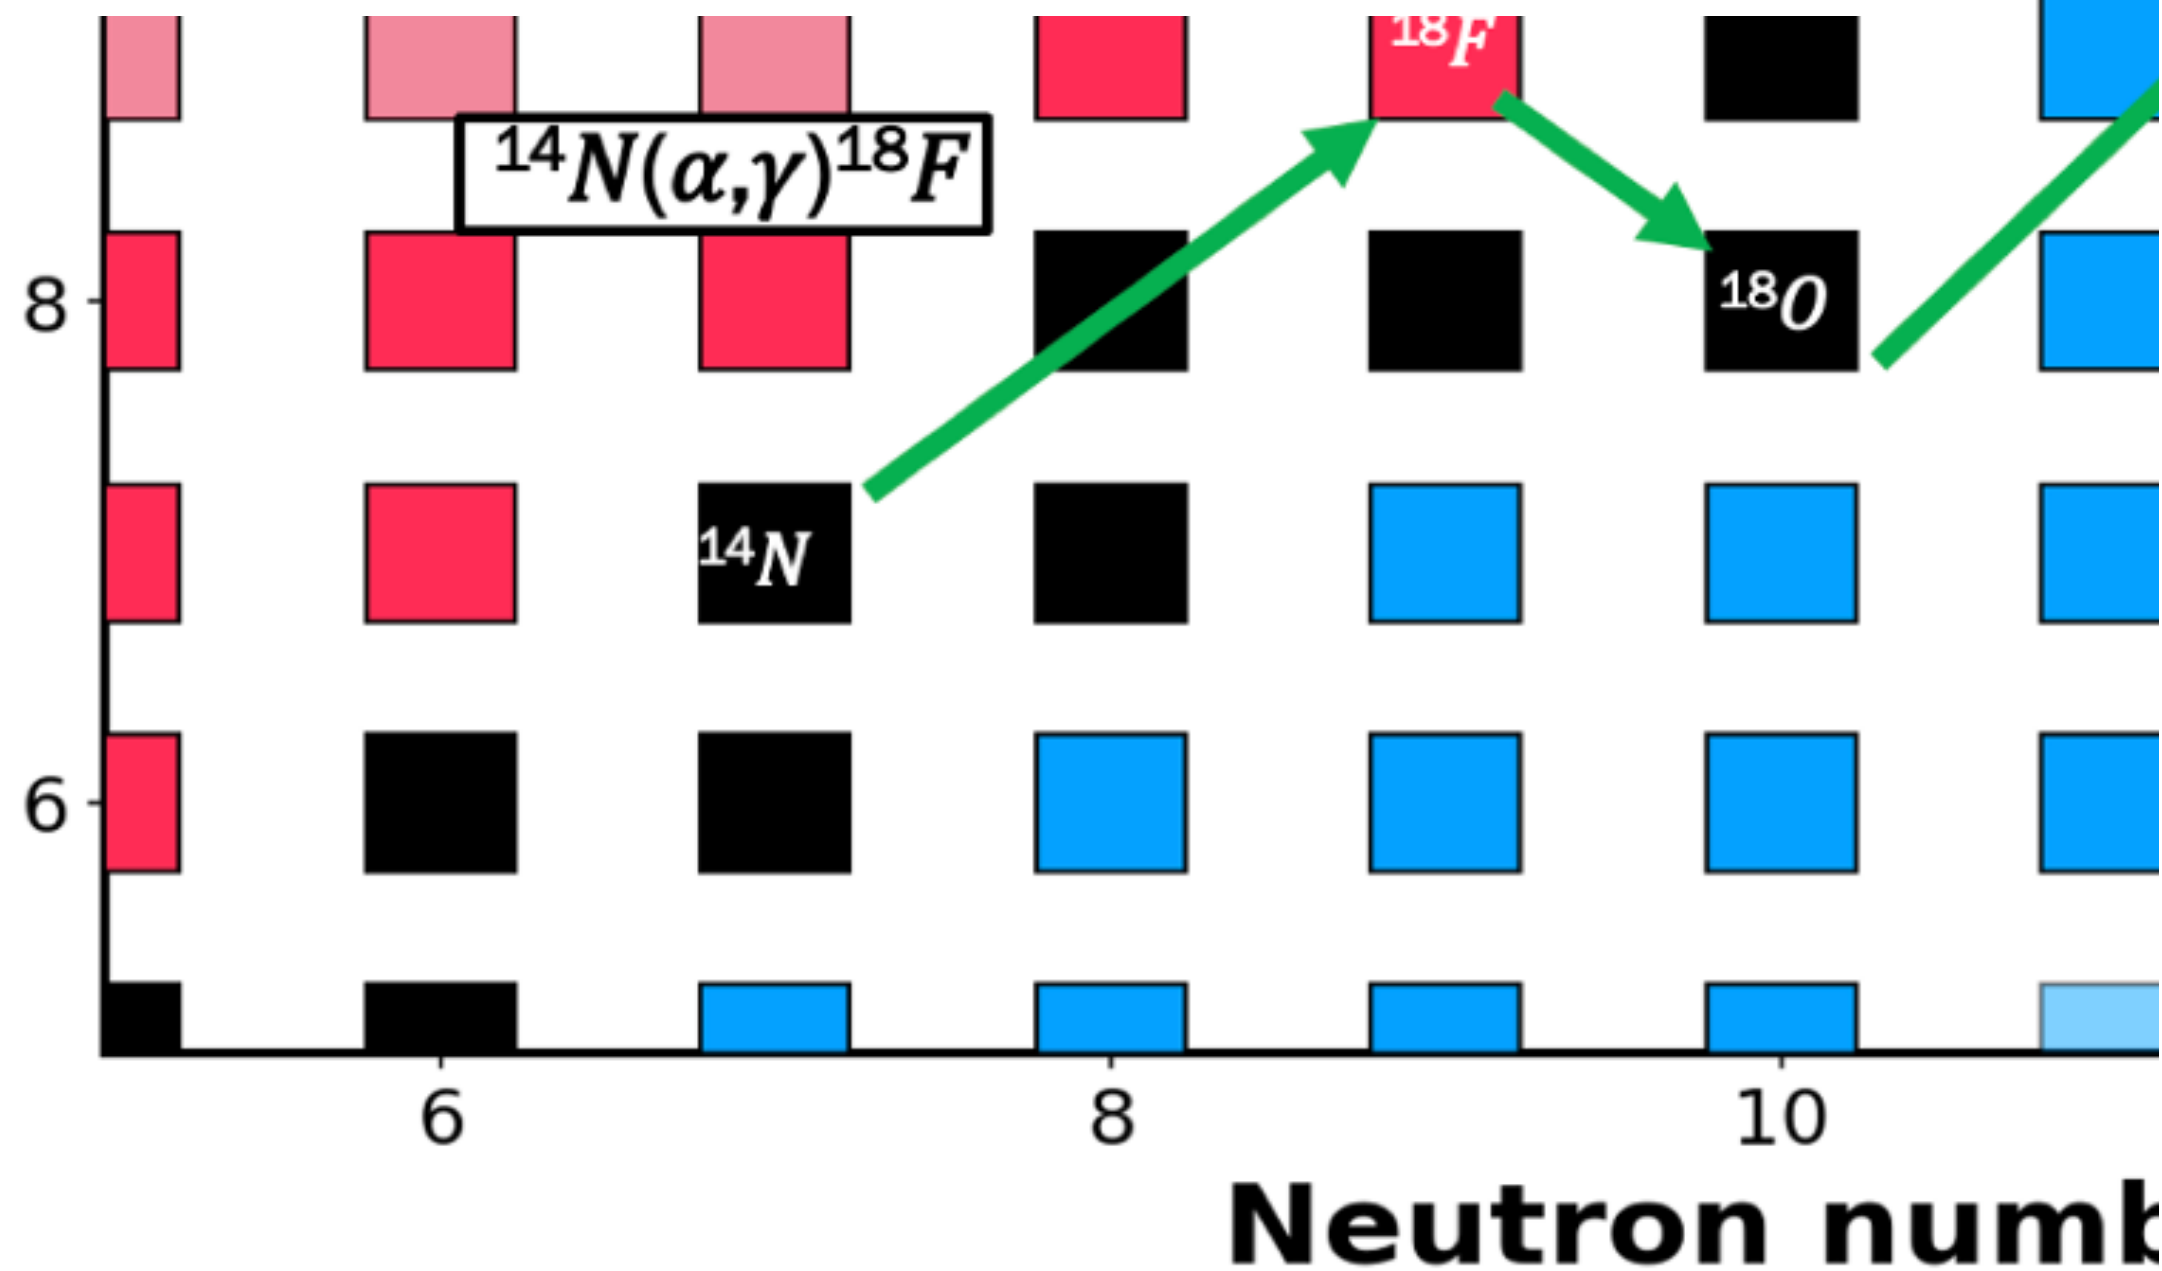 ¹⁸F
¹⁴N(α,γ)¹⁸F
8
¹⁸O
¹⁴N
6
6 8 10
Neutron numb